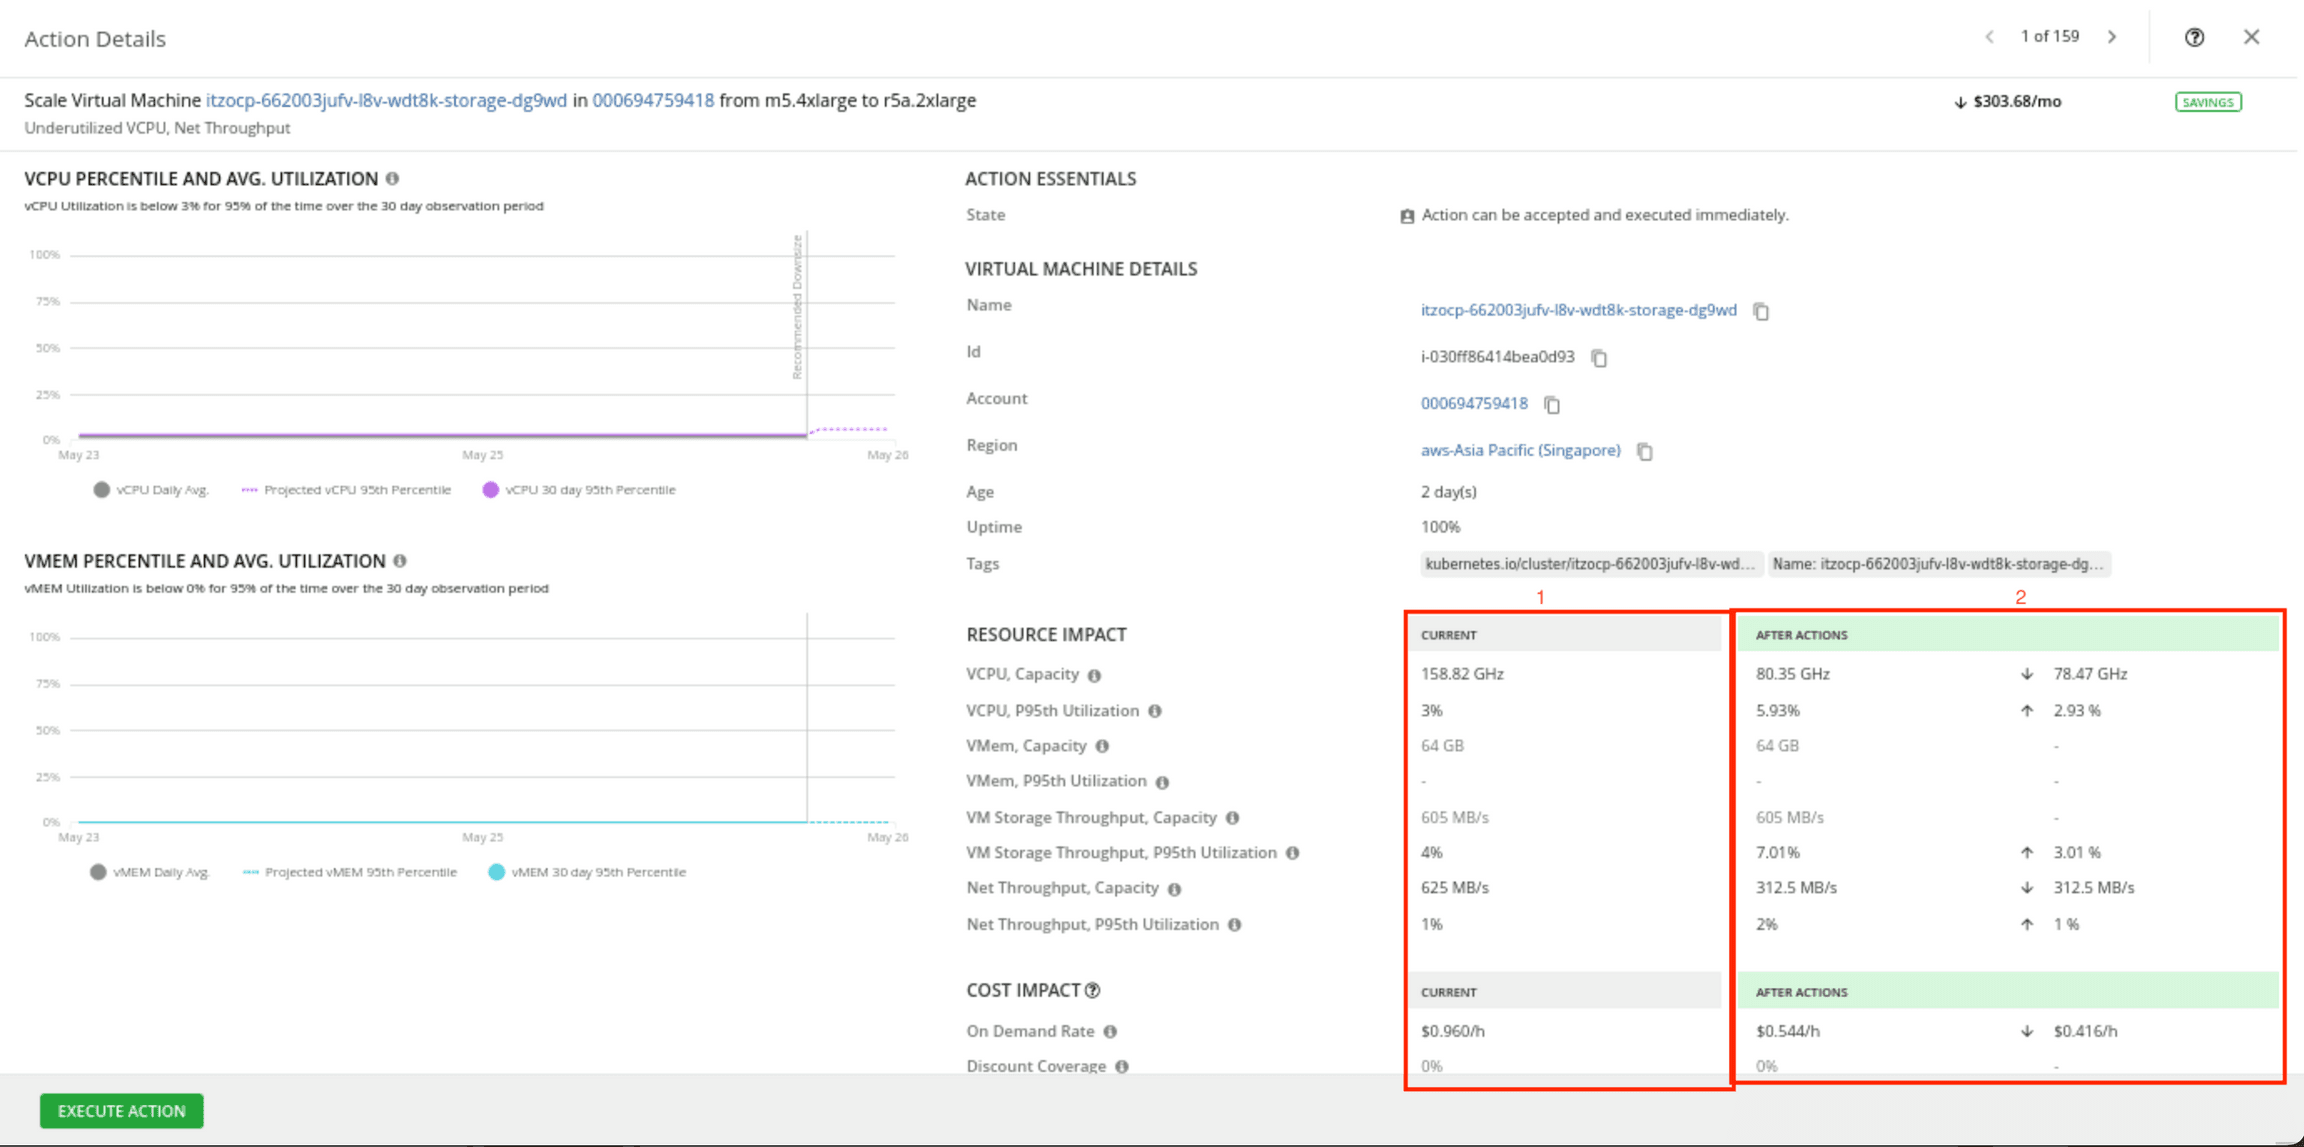 Action Details
1 of 159
Scale Virtual Machine itzocp-662003jufv-l8v-wdt8k-storage-dg9wd in 000694759418 from m5.4xlarge to r5a.2xlarge
$303.68/mo
SAVINGS
Underutilized VCPU, Net Throughput
VCPU PERCENTILE AND AVG. UTILIZATION
vCPU Utilization is below 3% for 95% of the time over the 30 day observation period
100%
75%
50%
25%
0%
Recommended Downsize
May 23
May 25
May 26
vCPU Daily Avg.
Projected vCPU 95th Percentile
vCPU 30 day 95th Percentile
VMEM PERCENTILE AND AVG. UTILIZATION
vMEM Utilization is below 0% for 95% of the time over the 30 day observation period
100%
75%
50%
25%
0%
May 23
May 25
May 26
vMEM Daily Avg.
Projected vMEM 95th Percentile
vMEM 30 day 95th Percentile
ACTION ESSENTIALS
State Action can be accepted and executed immediately.
VIRTUAL MACHINE DETAILS
Name itzocp-662003jufv-l8v-wdt8k-storage-dg9wd
Id i-030ff86414bea0d93
Account 000694759418
Region aws-Asia Pacific (Singapore)
Age 2 day(s)
Uptime 100%
Tags kubernetes.io/cluster/itzocp-662003jufv-l8v-wd... Name: itzocp-662003jufv-l8v-wdt8k-storage-dg...
1 2
RESOURCE IMPACT CURRENT AFTER ACTIONS
VCPU, Capacity 158.82 GHz 80.35 GHz ↓ 78.47 GHz
VCPU, P95th Utilization 3% 5.93% ↑ 2.93 %
VMem, Capacity 64 GB 64 GB -
VMem, P95th Utilization - - -
VM Storage Throughput, Capacity 605 MB/s 605 MB/s -
VM Storage Throughput, P95th Utilization 4% 7.01% ↑ 3.01 %
Net Throughput, Capacity 625 MB/s 312.5 MB/s ↓ 312.5 MB/s
Net Throughput, P95th Utilization 1% 2% ↑ 1 %
COST IMPACT CURRENT AFTER ACTIONS
On Demand Rate $0.960/h $0.544/h ↓ $0.416/h
Discount Coverage 0% 0% -
EXECUTE ACTION